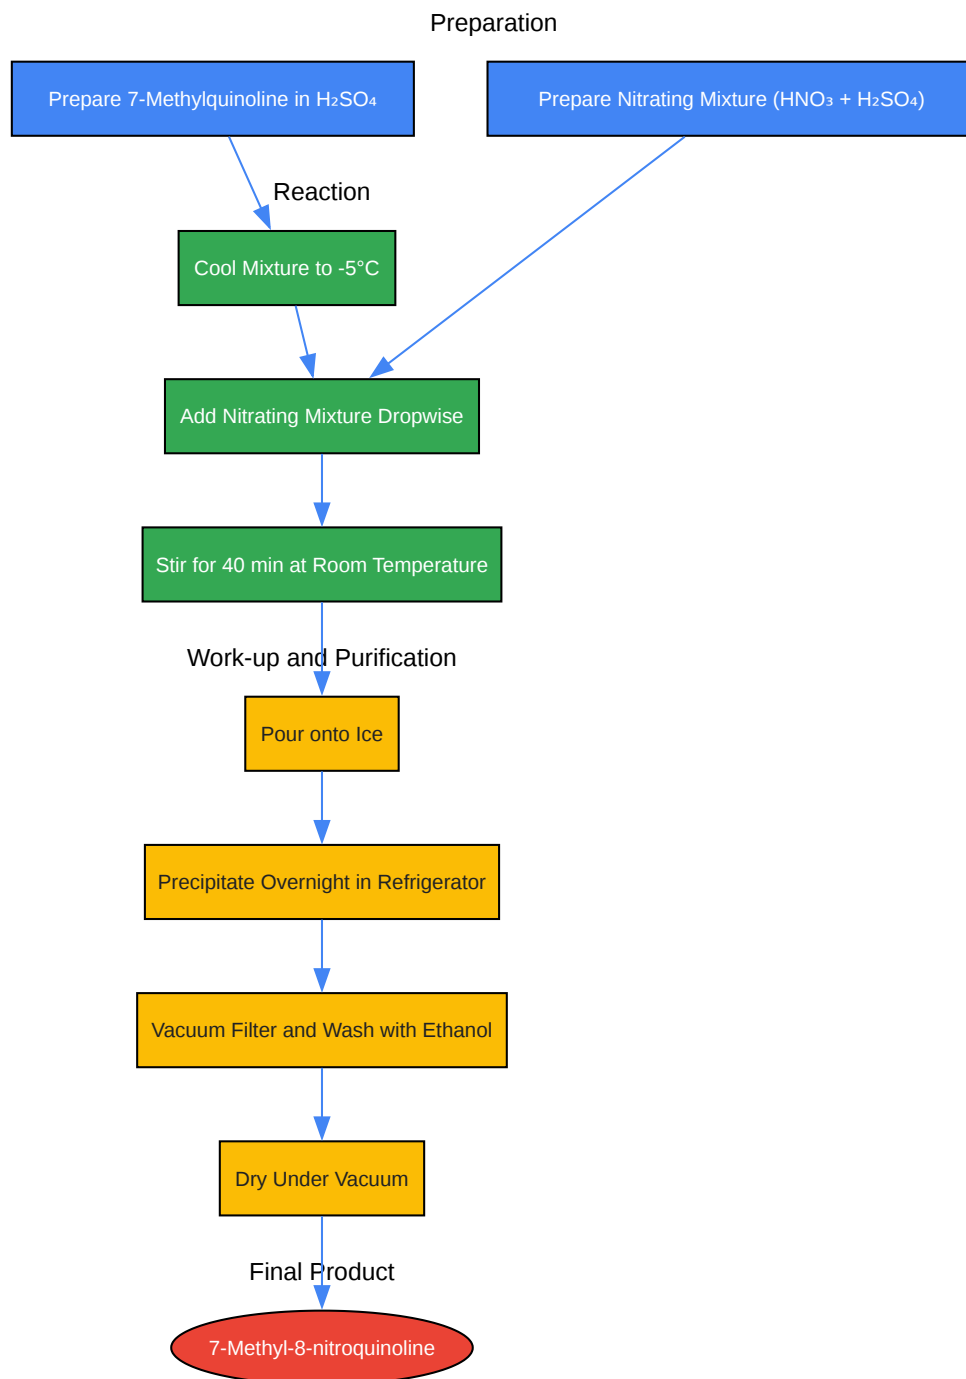 Preparation
Prepare 7-Methylquinoline in H₂SO₄
Prepare Nitrating Mixture (HNO₃ + H₂SO₄)
Reaction
Cool Mixture to -5°C
Add Nitrating Mixture Dropwise
Stir for 40 min at Room Temperature
Work-up and Purification
Pour onto Ice
Precipitate Overnight in Refrigerator
Vacuum Filter and Wash with Ethanol
Dry Under Vacuum
Final Product
7-Methyl-8-nitroquinoline